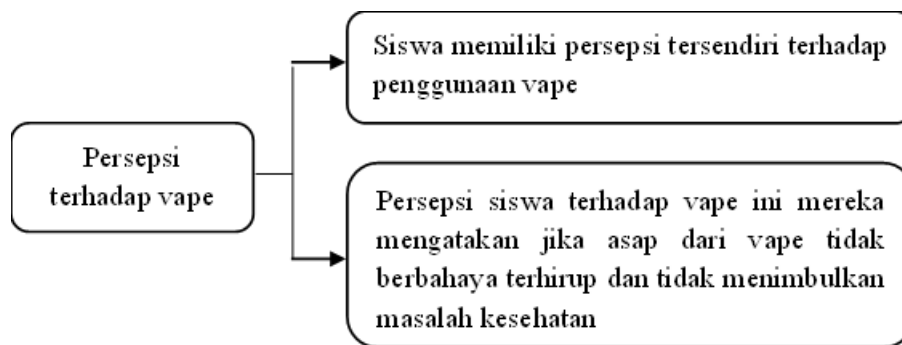 Siswa memiliki persepsi tersendiri terhadap
penggunaan vape
Persepsi
terhadap vape
Persepsi siswa terhadap vape ini mereka
mengatakan jika asap dari vape tidak
berbahaya terhirup dan tidak menimbulkan
masalah kesehatan